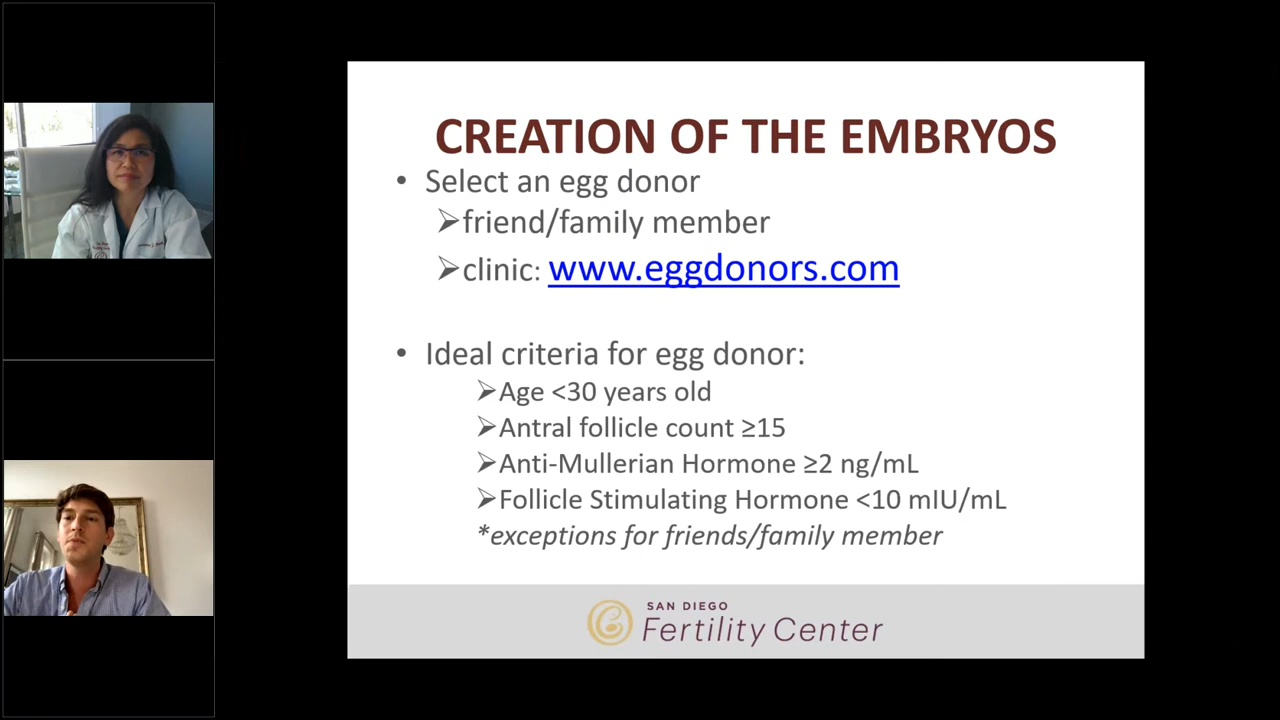 CREATION OF THE EMBRYOS
• Select an egg donor
➢friend/family member
➢clinic: www.eggdonors.com
• Ideal criteria for egg donor:
➢Age <30 years old
➢Antral follicle count ≥15
➢Anti-Mullerian Hormone ≥2 ng/mL
➢Follicle Stimulating Hormone <10 mIU/mL
*exceptions for friends/family member
SAN DIEGO
Fertility Center